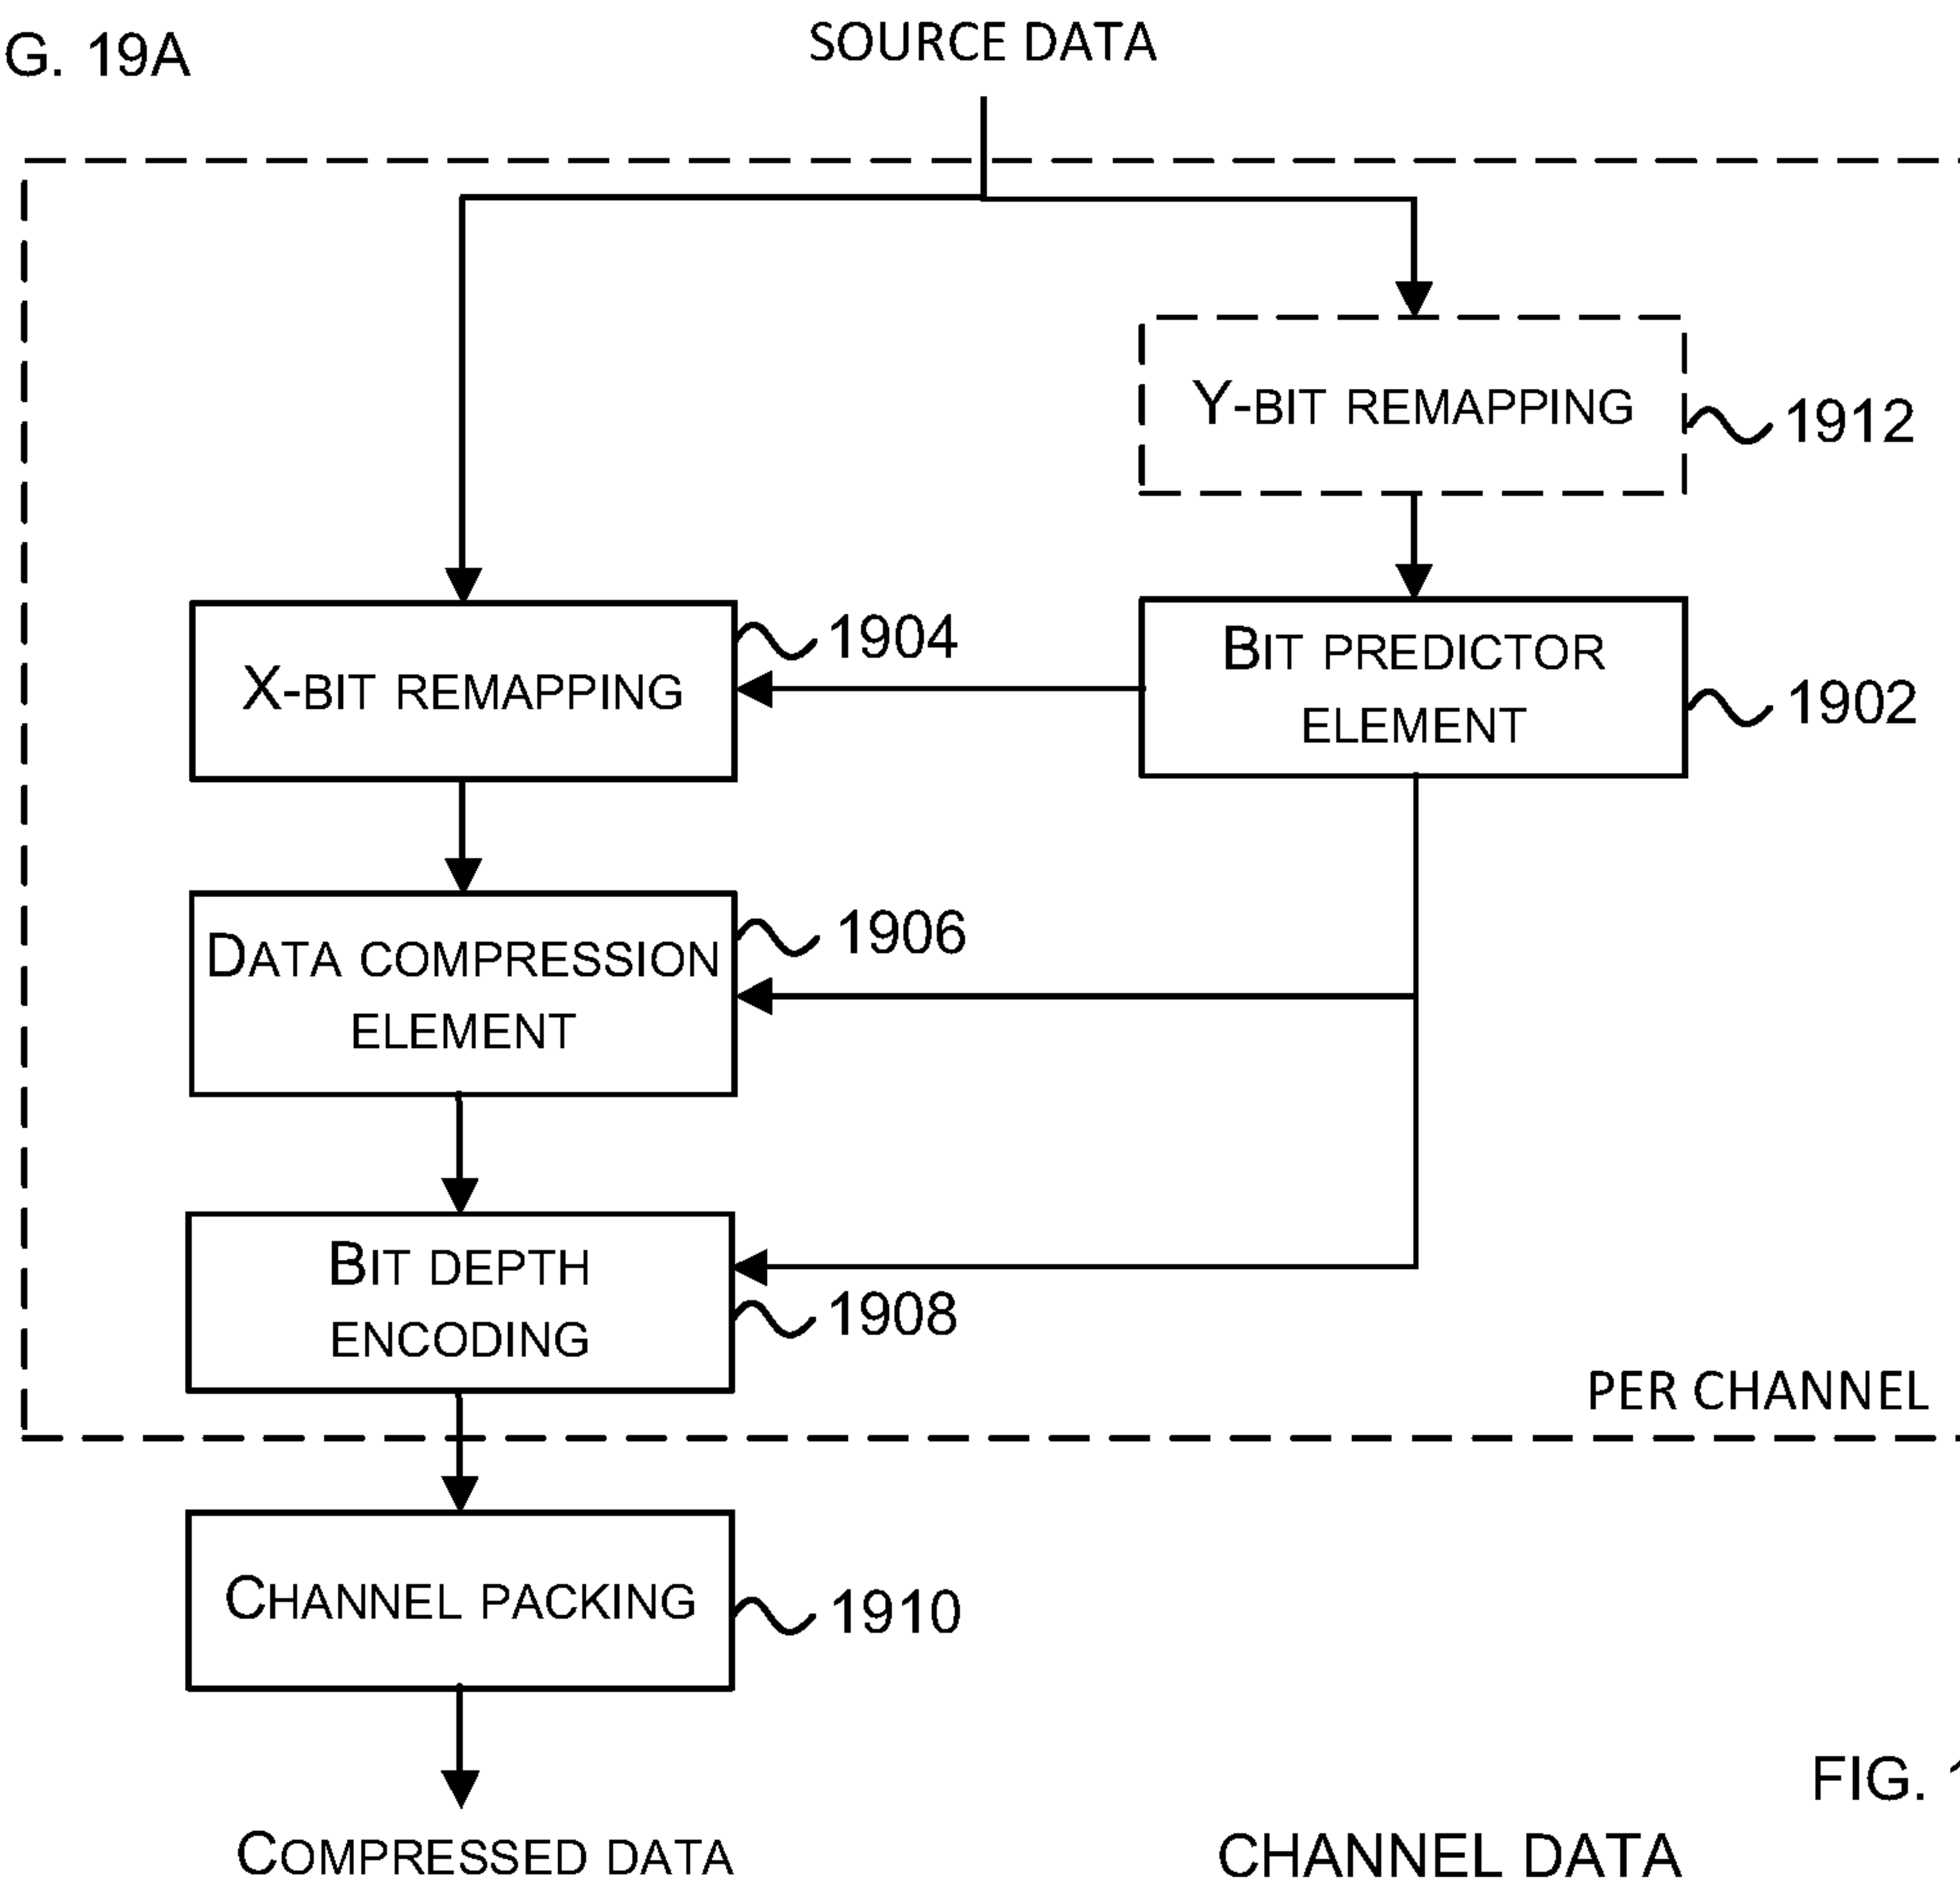 G. 19A
SOURCE DATA
Y-BIT REMAPPING
1912
X-BIT REMAPPING
1904
BIT PREDICTOR
ELEMENT
1902
DATA COMPRESSION
ELEMENT
1906
BIT DEPTH
ENCODING
1908
PER CHANNEL
CHANNEL PACKING
1910
FIG. 1
COMPRESSED DATA
CHANNEL DATA